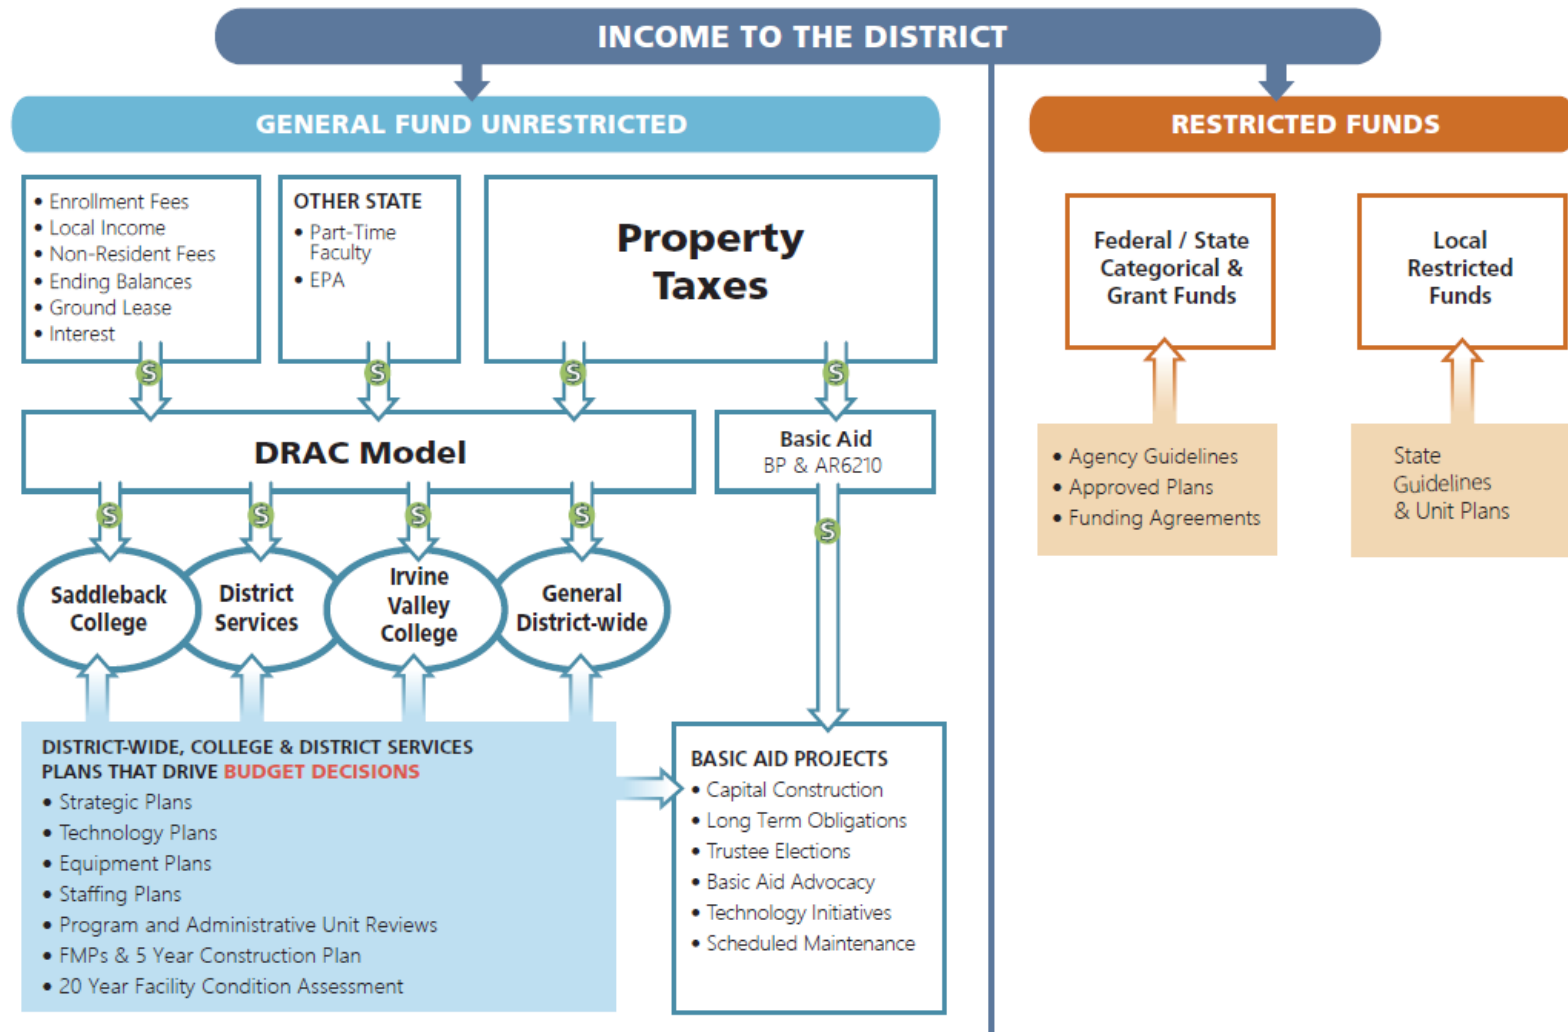 INCOME TO THE DISTRICT
GENERAL FUND UNRESTRICTED
• Enrollment Fees
• Local Income
• Non-Resident Fees
• Ending Balances
• Ground Lease
• Interest
OTHER STATE
• Part-Time
Faculty
• EPA
Property
Taxes
S
S
S
S
DRAC Model
Basic Aid
BP & AR6210
S
S
S
S
S
Saddleback
College
District
Services
Irvine
Valley
College
General
District-wide
DISTRICT-WIDE, COLLEGE & DISTRICT SERVICES
PLANS THAT DRIVE BUDGET DECISIONS
• Strategic Plans
• Technology Plans
• Equipment Plans
• Staffing Plans
• Program and Administrative Unit Reviews
• FMPs & 5 Year Construction Plan
• 20 Year Facility Condition Assessment
BASIC AID PROJECTS
• Capital Construction
• Long Term Obligations
• Trustee Elections
• Basic Aid Advocacy
• Technology Initiatives
• Scheduled Maintenance
RESTRICTED FUNDS
Federal / State
Categorical &
Grant Funds
Local
Restricted
Funds
• Agency Guidelines
• Approved Plans
• Funding Agreements
State
Guidelines
& Unit Plans